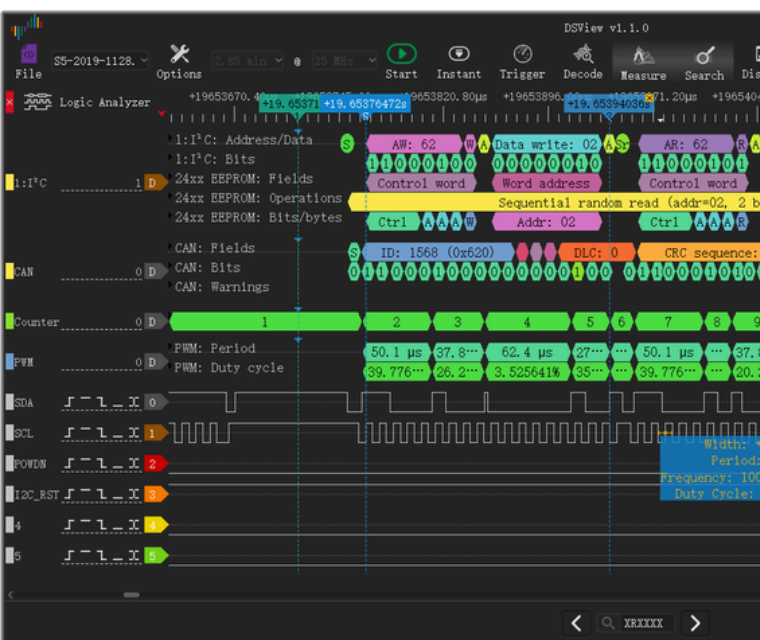 DSView v1.1.0
S5-2019-1128.
2.85 min @ 25 MHz
File Options Start Instant Trigger Decode Measure Search
Logic Analyzer
+19.65371 +19.65376472s +19653820.80μs +19.65394036s
1:I²C: Address/Data S AW: 62 W A Data write: 02 A Sr AR: 62 R A
1:I²C: Bits 11000100 00000010 11000101
1:I²C 1 D 24xx EEPROM: Fields Control word Word address Control word
24xx EEPROM: Operations Sequential random read (addr=02, 2 b
24xx EEPROM: Bits/bytes Ctrl A A A W Addr: 02 Ctrl A A A R
CAN: Fields S ID: 1568 (0x620) DLC: 0 CRC sequence:
CAN 0 D CAN: Bits
CAN: Warnings
Counter 0 D 1 2 3 4 5 6 7 8 9
PWM: Period 50.1 μs 37.8··· 62.4 μs 27··· ··· 50.1 μs ··· 37.8
PWM 0 D
PWM: Duty cycle 39.776··· 26.2··· 3.525641% 35··· ··· 39.776··· ··· 20.2
SDA 0
SCL 1
Width:
POWDN 2 Period:
Frequency: 100
I2C_RST 3 Duty Cycle:
4 4
5 5
XRXXXX